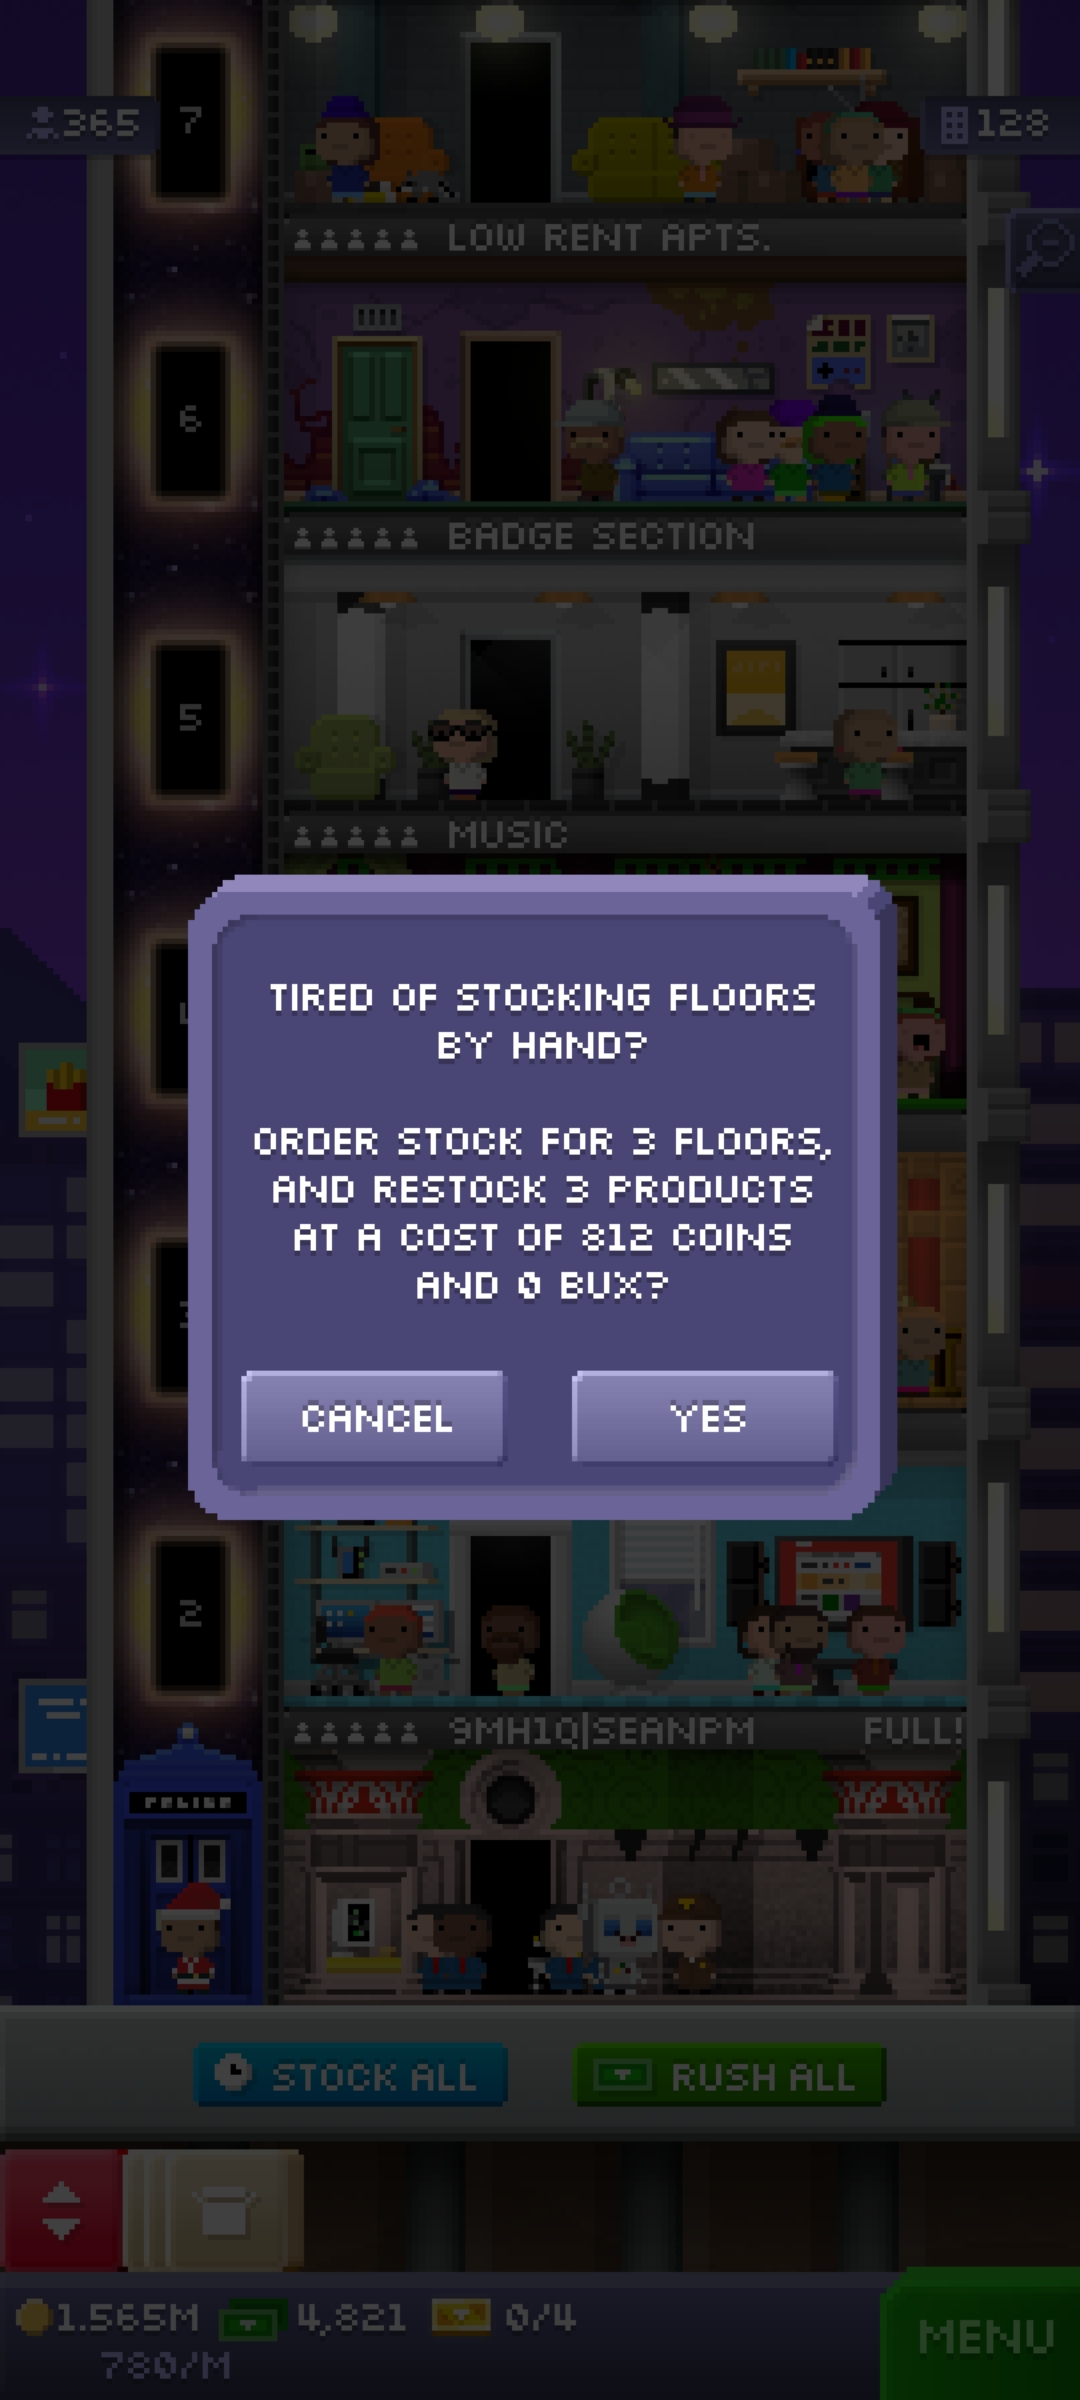 7
365
128
LOW RENT APTS.
6
BADGE SECTION
5
MUSIC
TIRED OF STOCKING FLOORS
BY HAND?
ORDER STOCK FOR 3 FLOORS,
AND RESTOCK 3 PRODUCTS
AT A COST OF 812 COINS
AND 0 BUX?
CANCEL
YES
2
9MH1Q|SEANPM
FULL!
POLICE
STOCK ALL
RUSH ALL
1.565M
4,821
0/4
780/M
MENU